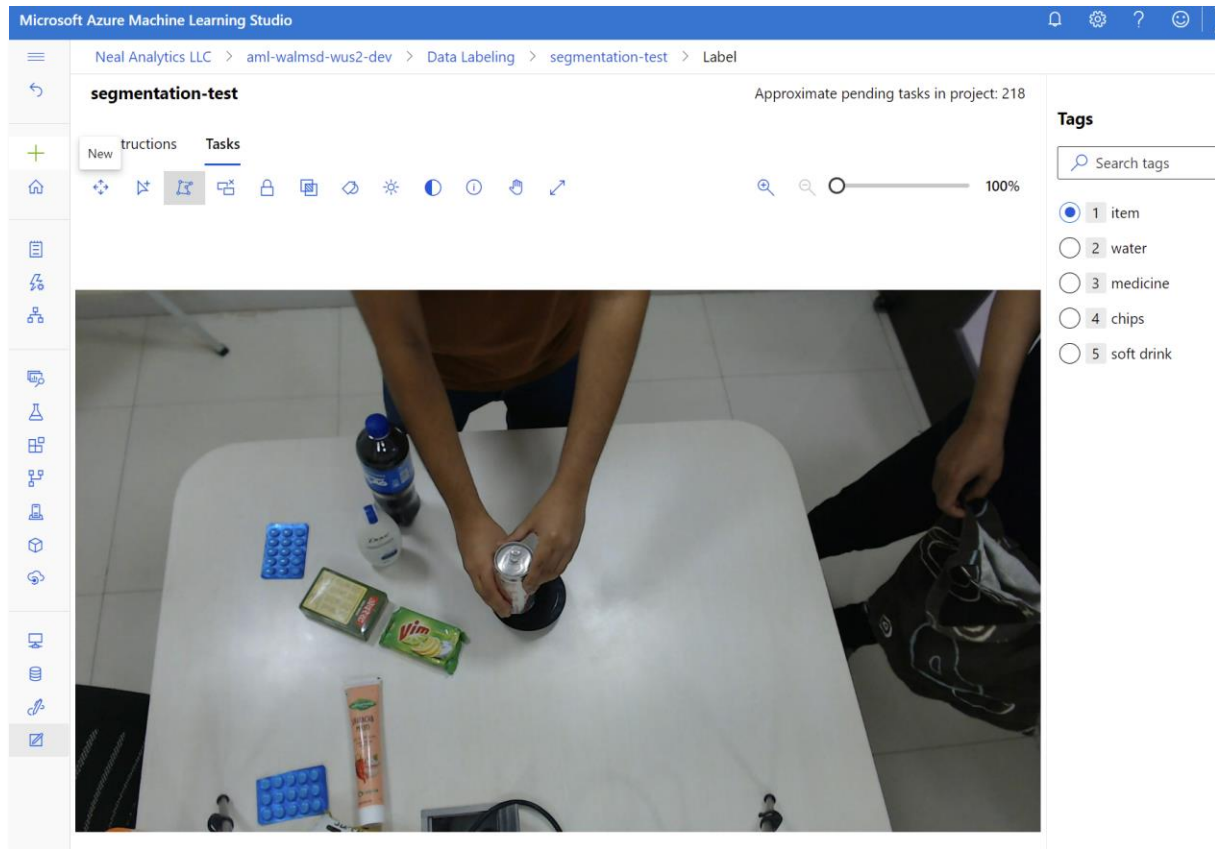 Microsoft Azure Machine Learning Studio
Neal Analytics LLC > aml-walmsd-wus2-dev > Data Labeling > segmentation-test > Label
segmentation-test
Approximate pending tasks in project: 218
New
tructions
Tasks
100%
Tags
Search tags
1 item
2 water
3 medicine
4 chips
5 soft drink
Dove
Vim